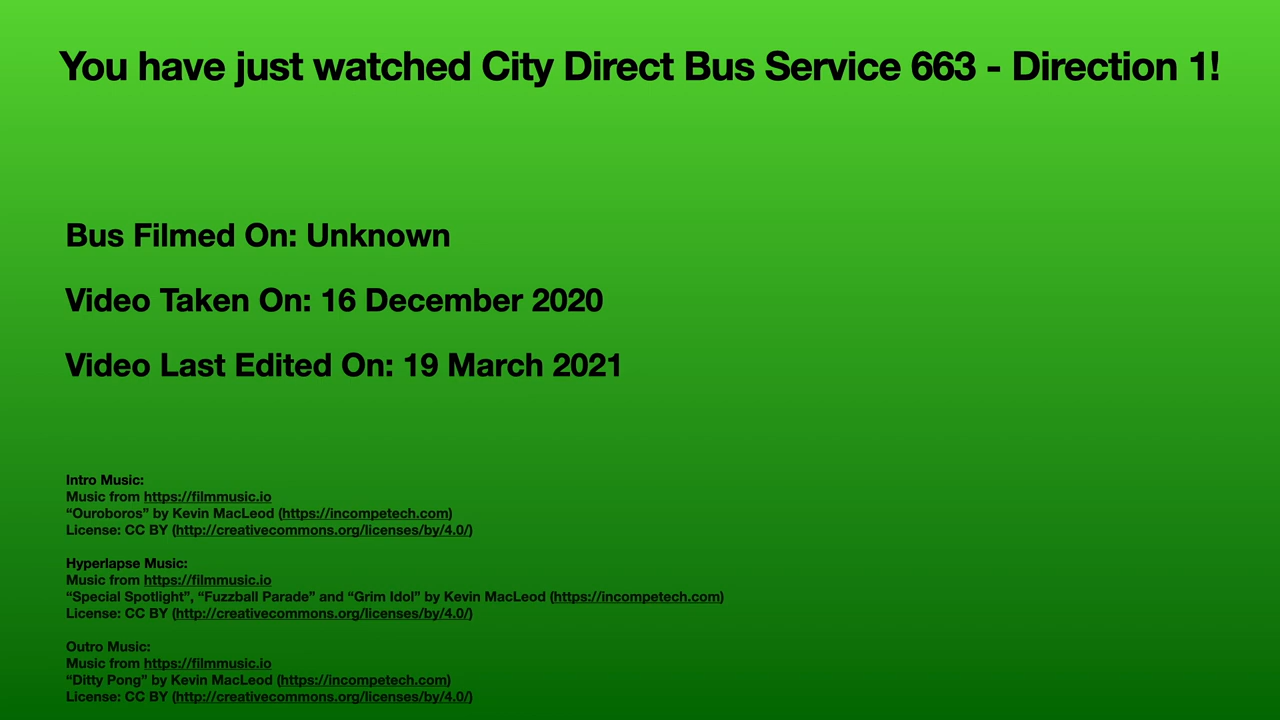 You have just watched City Direct Bus Service 663 - Direction 1!
Bus Filmed On: Unknown
Video Taken On: 16 December 2020
Video Last Edited On: 19 March 2021
Intro Music:
Music from https://filmmusic.io
“Ouroboros” by Kevin MacLeod (https://incompetech.com)
License: CC BY (http://creativecommons.org/licenses/by/4.0/)
Hyperlapse Music:
Music from https://filmmusic.io
“Special Spotlight”, “Fuzzball Parade” and “Grim Idol” by Kevin MacLeod (https://incompetech.com)
License: CC BY (http://creativecommons.org/licenses/by/4.0/)
Outro Music:
Music from https://filmmusic.io
“Ditty Pong” by Kevin MacLeod (https://incompetech.com)
License: CC BY (http://creativecommons.org/licenses/by/4.0/)